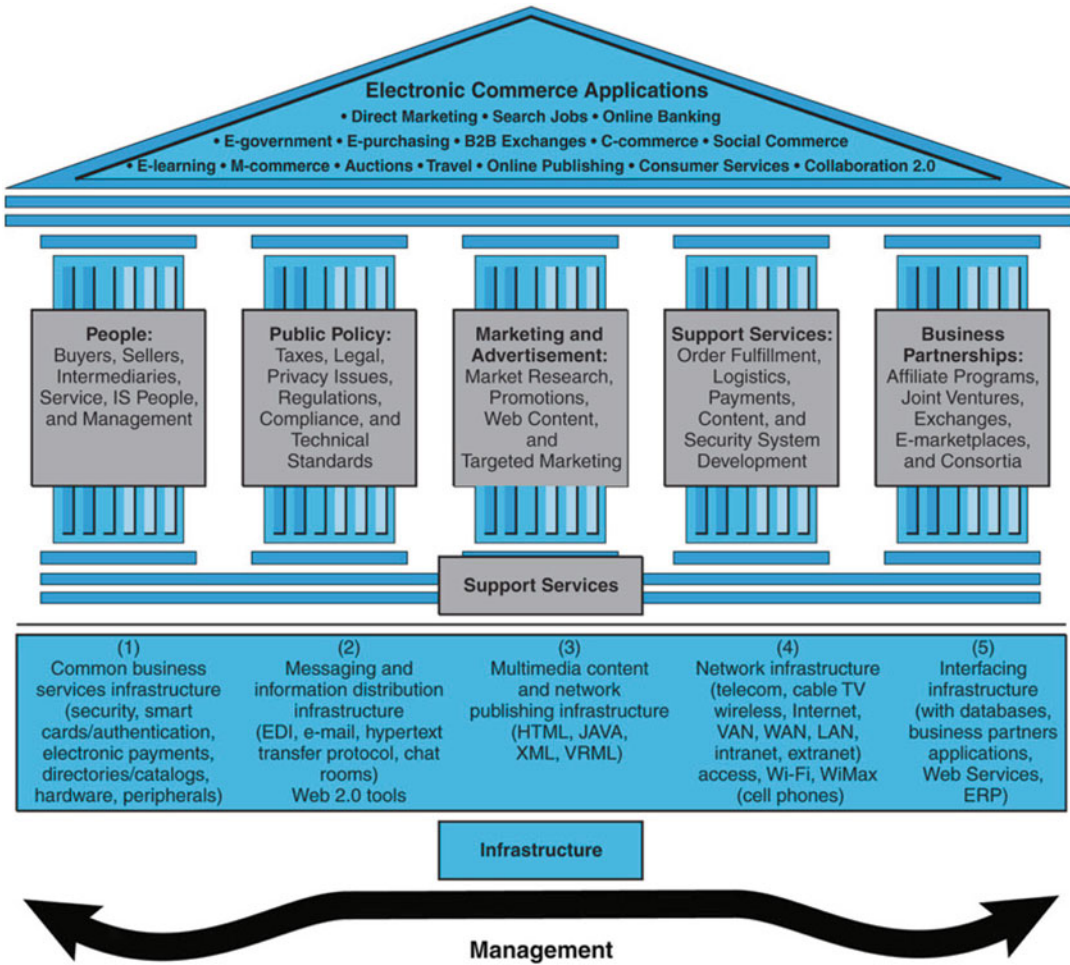 Electronic Commerce Applications
• Direct Marketing • Search Jobs • Online Banking
• E-government • E-purchasing • B2B Exchanges • C-commerce • Social Commerce
• E-learning • M-commerce • Auctions • Travel • Online Publishing • Consumer Services • Collaboration 2.0
People:
Buyers, Sellers,
Intermediaries,
Service, IS People,
and Management
Public Policy:
Taxes, Legal,
Privacy Issues,
Regulations,
Compliance, and
Technical
Standards
Marketing and
Advertisement:
Market Research,
Promotions,
Web Content,
and
Targeted Marketing
Support Services:
Order Fulfillment,
Logistics,
Payments,
Content, and
Security System
Development
Business
Partnerships:
Affiliate Programs,
Joint Ventures,
Exchanges,
E-marketplaces,
and Consortia
Support Services
(1)
Common business
services infrastructure
(security, smart
cards/authentication,
electronic payments,
directories/catalogs,
hardware, peripherals)
(2)
Messaging and
information distribution
infrastructure
(EDI, e-mail, hypertext
transfer protocol, chat
rooms)
Web 2.0 tools
(3)
Multimedia content
and network
publishing infrastructure
(HTML, JAVA,
XML, VRML)
(4)
Network infrastructure
(telecom, cable TV
wireless, Internet,
VAN, WAN, LAN,
intranet, extranet)
access, Wi-Fi, WiMax
(cell phones)
(5)
Interfacing
infrastructure
(with databases,
business partners
applications,
Web Services,
ERP)
Infrastructure
Management